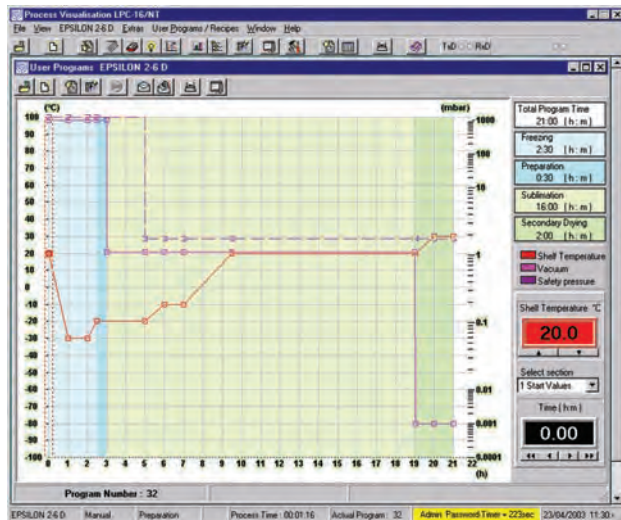 Process Visualisation LPC-16/NT
File View EPSILON 2-6 D Extras User Programs / Recipes Window Help
TxD RxD
User Programs EPSILON 2-6 D
(°C) (mbar)
100 1000
90
80 100
70
60
50 10
40
30
20 1
10
0
-10
-20 0.1
-30
-40
-50
-60 0.01
-70
-80 0.001
-90
-100 0.0001
0 1 2 3 4 5 6 7 8 9 10 11 12 13 14 15 16 17 18 19 20 21 22
(h)
Total Program Time
21:00 [ h : m ]
Freezing
2:30 [ h : m ]
Preparation
0:30 [ h : m ]
Sublimation
16:00 [ h : m ]
Secondary Drying
2:00 [ h : m ]
Shelf Temperature
Vacuum
Safety pressure
Shelf Temperature °C
20.0
Select section
1 Start Values
Time [ h:m ]
0.00
Program Number : 32
EPSILON 2-6 D Manual Preparation Process Time : 00:01:16 Actual Program : 32 Admin. Password-Timer = 223sec 23/04/2003 11:30